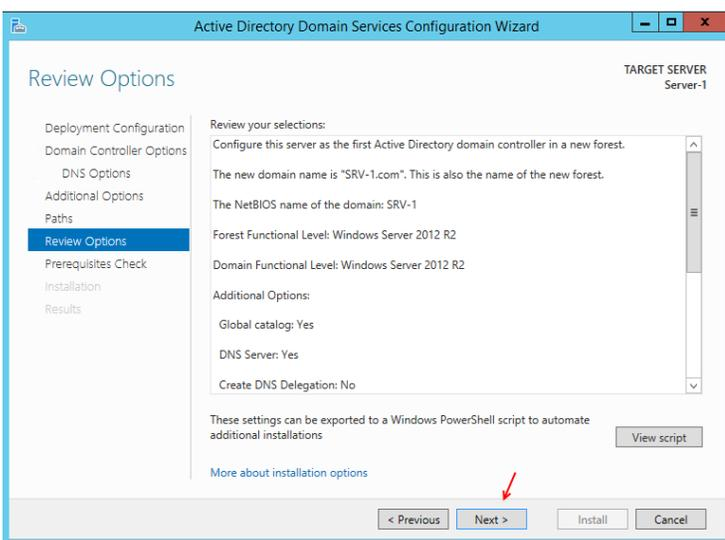 Active Directory Domain Services Configuration Wizard
Review Options
TARGET SERVER
Server-1
Deployment Configuration
Domain Controller Options
DNS Options
Additional Options
Paths
Review Options
Prerequisites Check
Installation
Results
Review your selections:
Configure this server as the first Active Directory domain controller in a new forest.
The new domain name is "SRV-1.com". This is also the name of the new forest.
The NetBIOS name of the domain: SRV-1
Forest Functional Level: Windows Server 2012 R2
Domain Functional Level: Windows Server 2012 R2
Additional Options:
Global catalog: Yes
DNS Server: Yes
Create DNS Delegation: No
These settings can be exported to a Windows PowerShell script to automate
additional installations
View script
More about installation options
< Previous
Next >
Install
Cancel